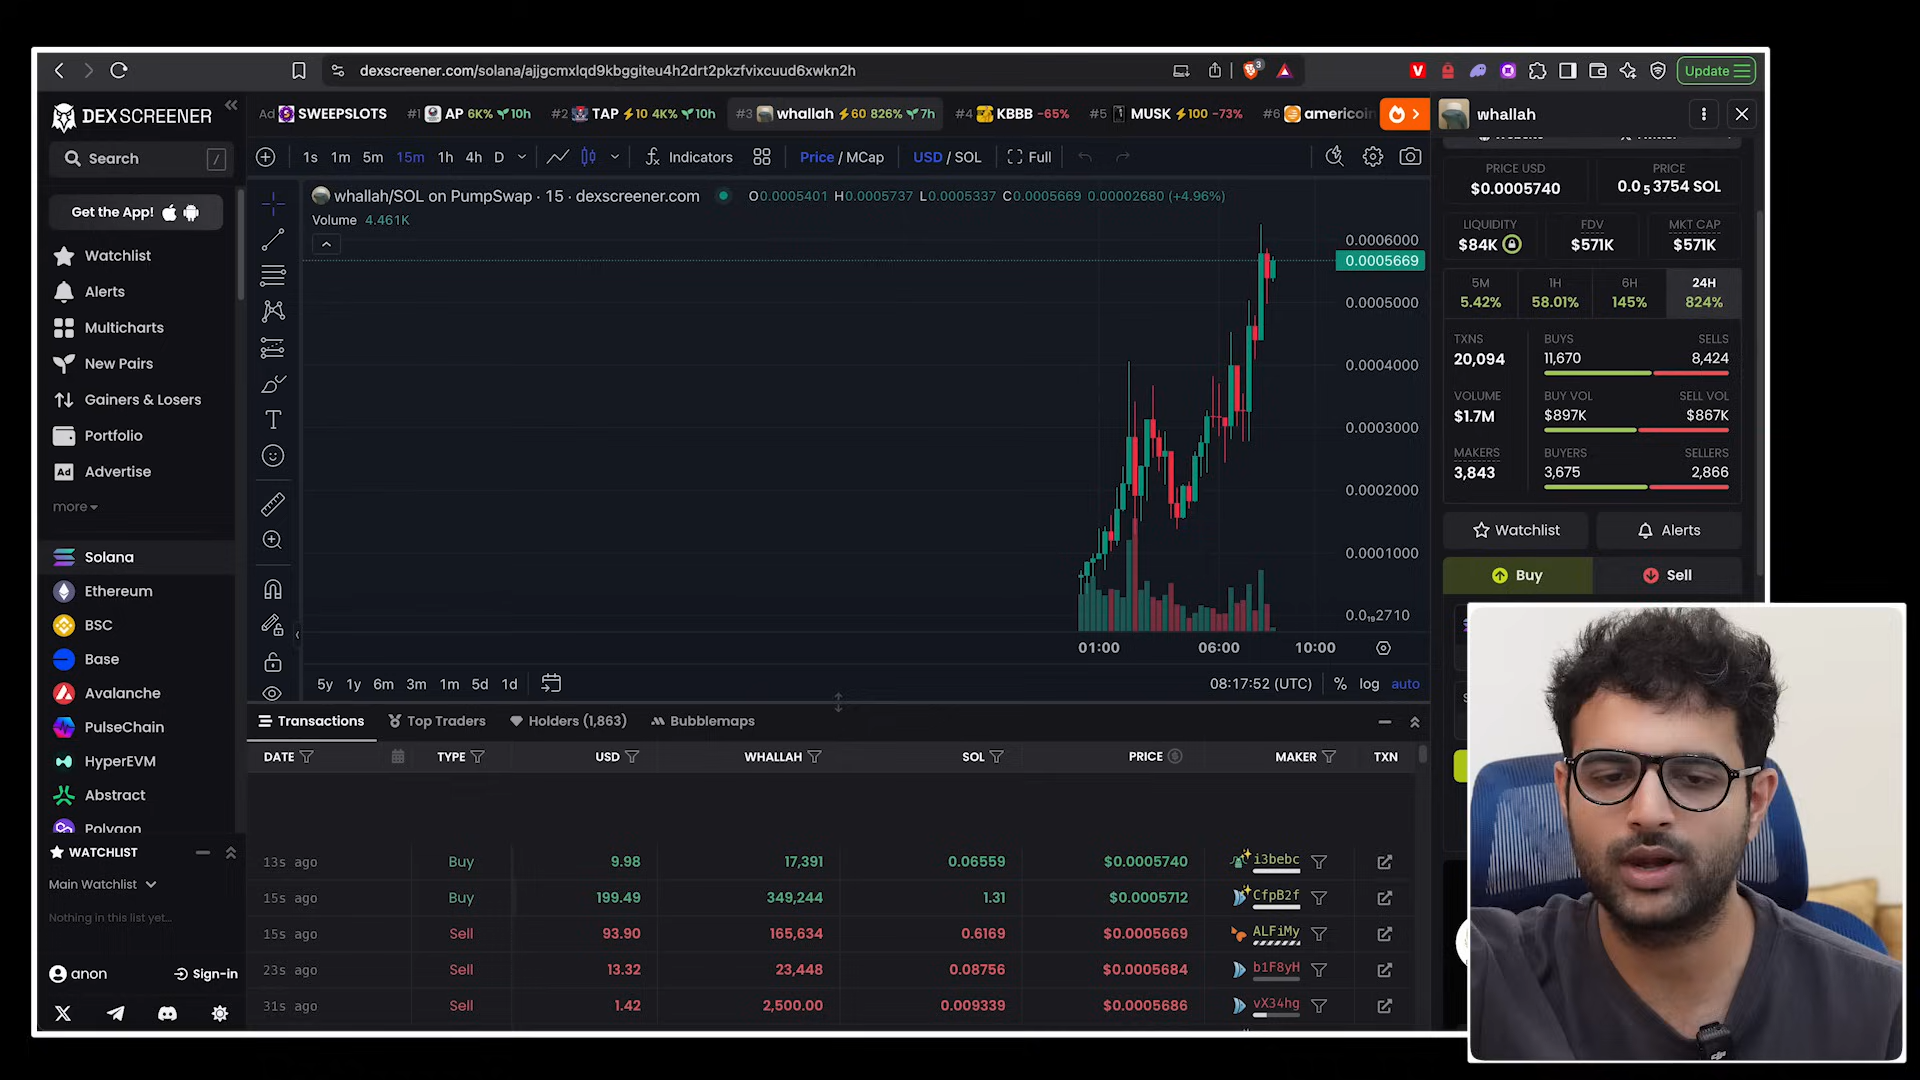 dexscreener.com/solana/ajjgcmxlqd9kbggiteu4h2drt2pkzfvixcuud6xwkn2h
3
V
Update
DEX SCREENER
Ad SWEEPSLOTS #1 AP 6K% 10h #2 TAP ⚡10 4K% 10h #3 whallah ⚡60 826% 7h #4 KBBB -65% #5 MUSK ⚡100 -73% #6 americoin
whallah
Search /
1s 1m 5m 15m 1h 4h D Indicators Price / MCap USD / SOL Full
Get the App!
Watchlist
Alerts
Multicharts
New Pairs
Gainers & Losers
Portfolio
Ad Advertise
more
Solana
Ethereum
BSC
Base
Avalanche
PulseChain
HyperEVM
Abstract
Polygon
WATCHLIST
Main Watchlist
Nothing in this list yet...
anon Sign-in
whallah/SOL on PumpSwap · 15 · dexscreener.com O0.0005401 H0.0005737 L0.0005337 C0.0005669 0.00002680 (+4.96%)
Volume 4.461K
0.0006000
0.0005669
0.0005000
0.0004000
0.0003000
0.0002000
0.0001000
0.0₁₉2710
01:00 06:00 10:00
5y 1y 6m 3m 1m 5d 1d 08:17:52 (UTC) % log auto
Transactions Top Traders Holders (1,863) Bubblemaps
DATE TYPE USD WHALLAH SOL PRICE MAKER TXN
13s ago Buy 9.98 17,391 0.06559 $0.0005740 i3bebc
15s ago Buy 199.49 349,244 1.31 $0.0005712 CfpB2f
15s ago Sell 93.90 165,634 0.6169 $0.0005669 ALFiMy
23s ago Sell 13.32 23,448 0.08756 $0.0005684 b1F8yH
31s ago Sell 1.42 2,500.00 0.009339 $0.0005686 vX34hg
PRICE USD PRICE
$0.0005740 0.0₅3754 SOL
LIQUIDITY FDV MKT CAP
$84K $571K $571K
5M 1H 6H 24H
5.42% 58.01% 145% 824%
TXNS BUYS SELLS
20,094 11,670 8,424
VOLUME BUY VOL SELL VOL
$1.7M $897K $867K
MAKERS BUYERS SELLERS
3,843 3,675 2,866
Watchlist Alerts
Buy Sell